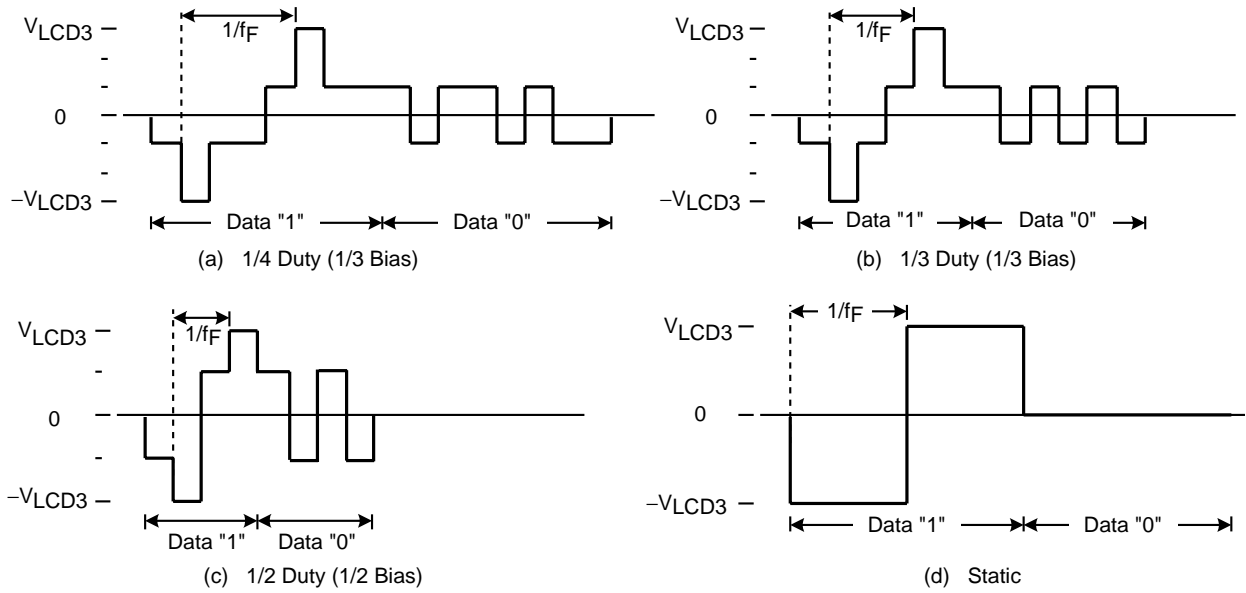 VLCD3
1/fF
0
−VLCD3
Data "1"
Data "0"
(a) 1/4 Duty (1/3 Bias)
VLCD3
1/fF
0
−VLCD3
Data "1"
Data "0"
(b) 1/3 Duty (1/3 Bias)
VLCD3
1/fF
0
−VLCD3
Data "1"
Data "0"
(c) 1/2 Duty (1/2 Bias)
VLCD3
1/fF
0
−VLCD3
Data "1"
Data "0"
(d) Static